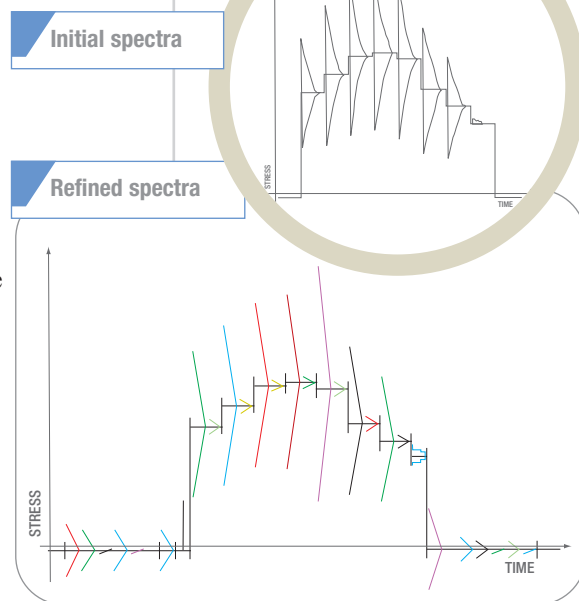 Initial spectra
STRESS
TIME
Refined spectra
e
STRESS
TIME